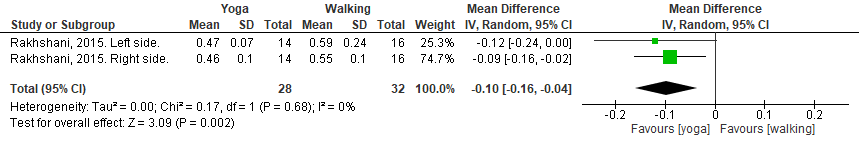 Yoga Walking Mean Difference Mean Difference
Study or Subgroup Mean SD Total Mean SD Total Weight IV, Random, 95% CI IV, Random, 95% CI
Rakhshani, 2015. Left side. 0.47 0.07 14 0.59 0.24 16 25.3% -0.12 [-0.24, 0.00]
Rakhshani, 2015. Right side. 0.46 0.1 14 0.55 0.1 16 74.7% -0.09 [-0.16, -0.02]
Total (95% CI) 28 32 100.0% -0.10 [-0.16, -0.04]
Heterogeneity: Tau² = 0.00; Chi² = 0.17, df = 1 (P = 0.68); I² = 0%
Test for overall effect: Z = 3.09 (P = 0.002)
-0.2 -0.1 0 0.1 0.2
Favours [yoga] Favours [walking]